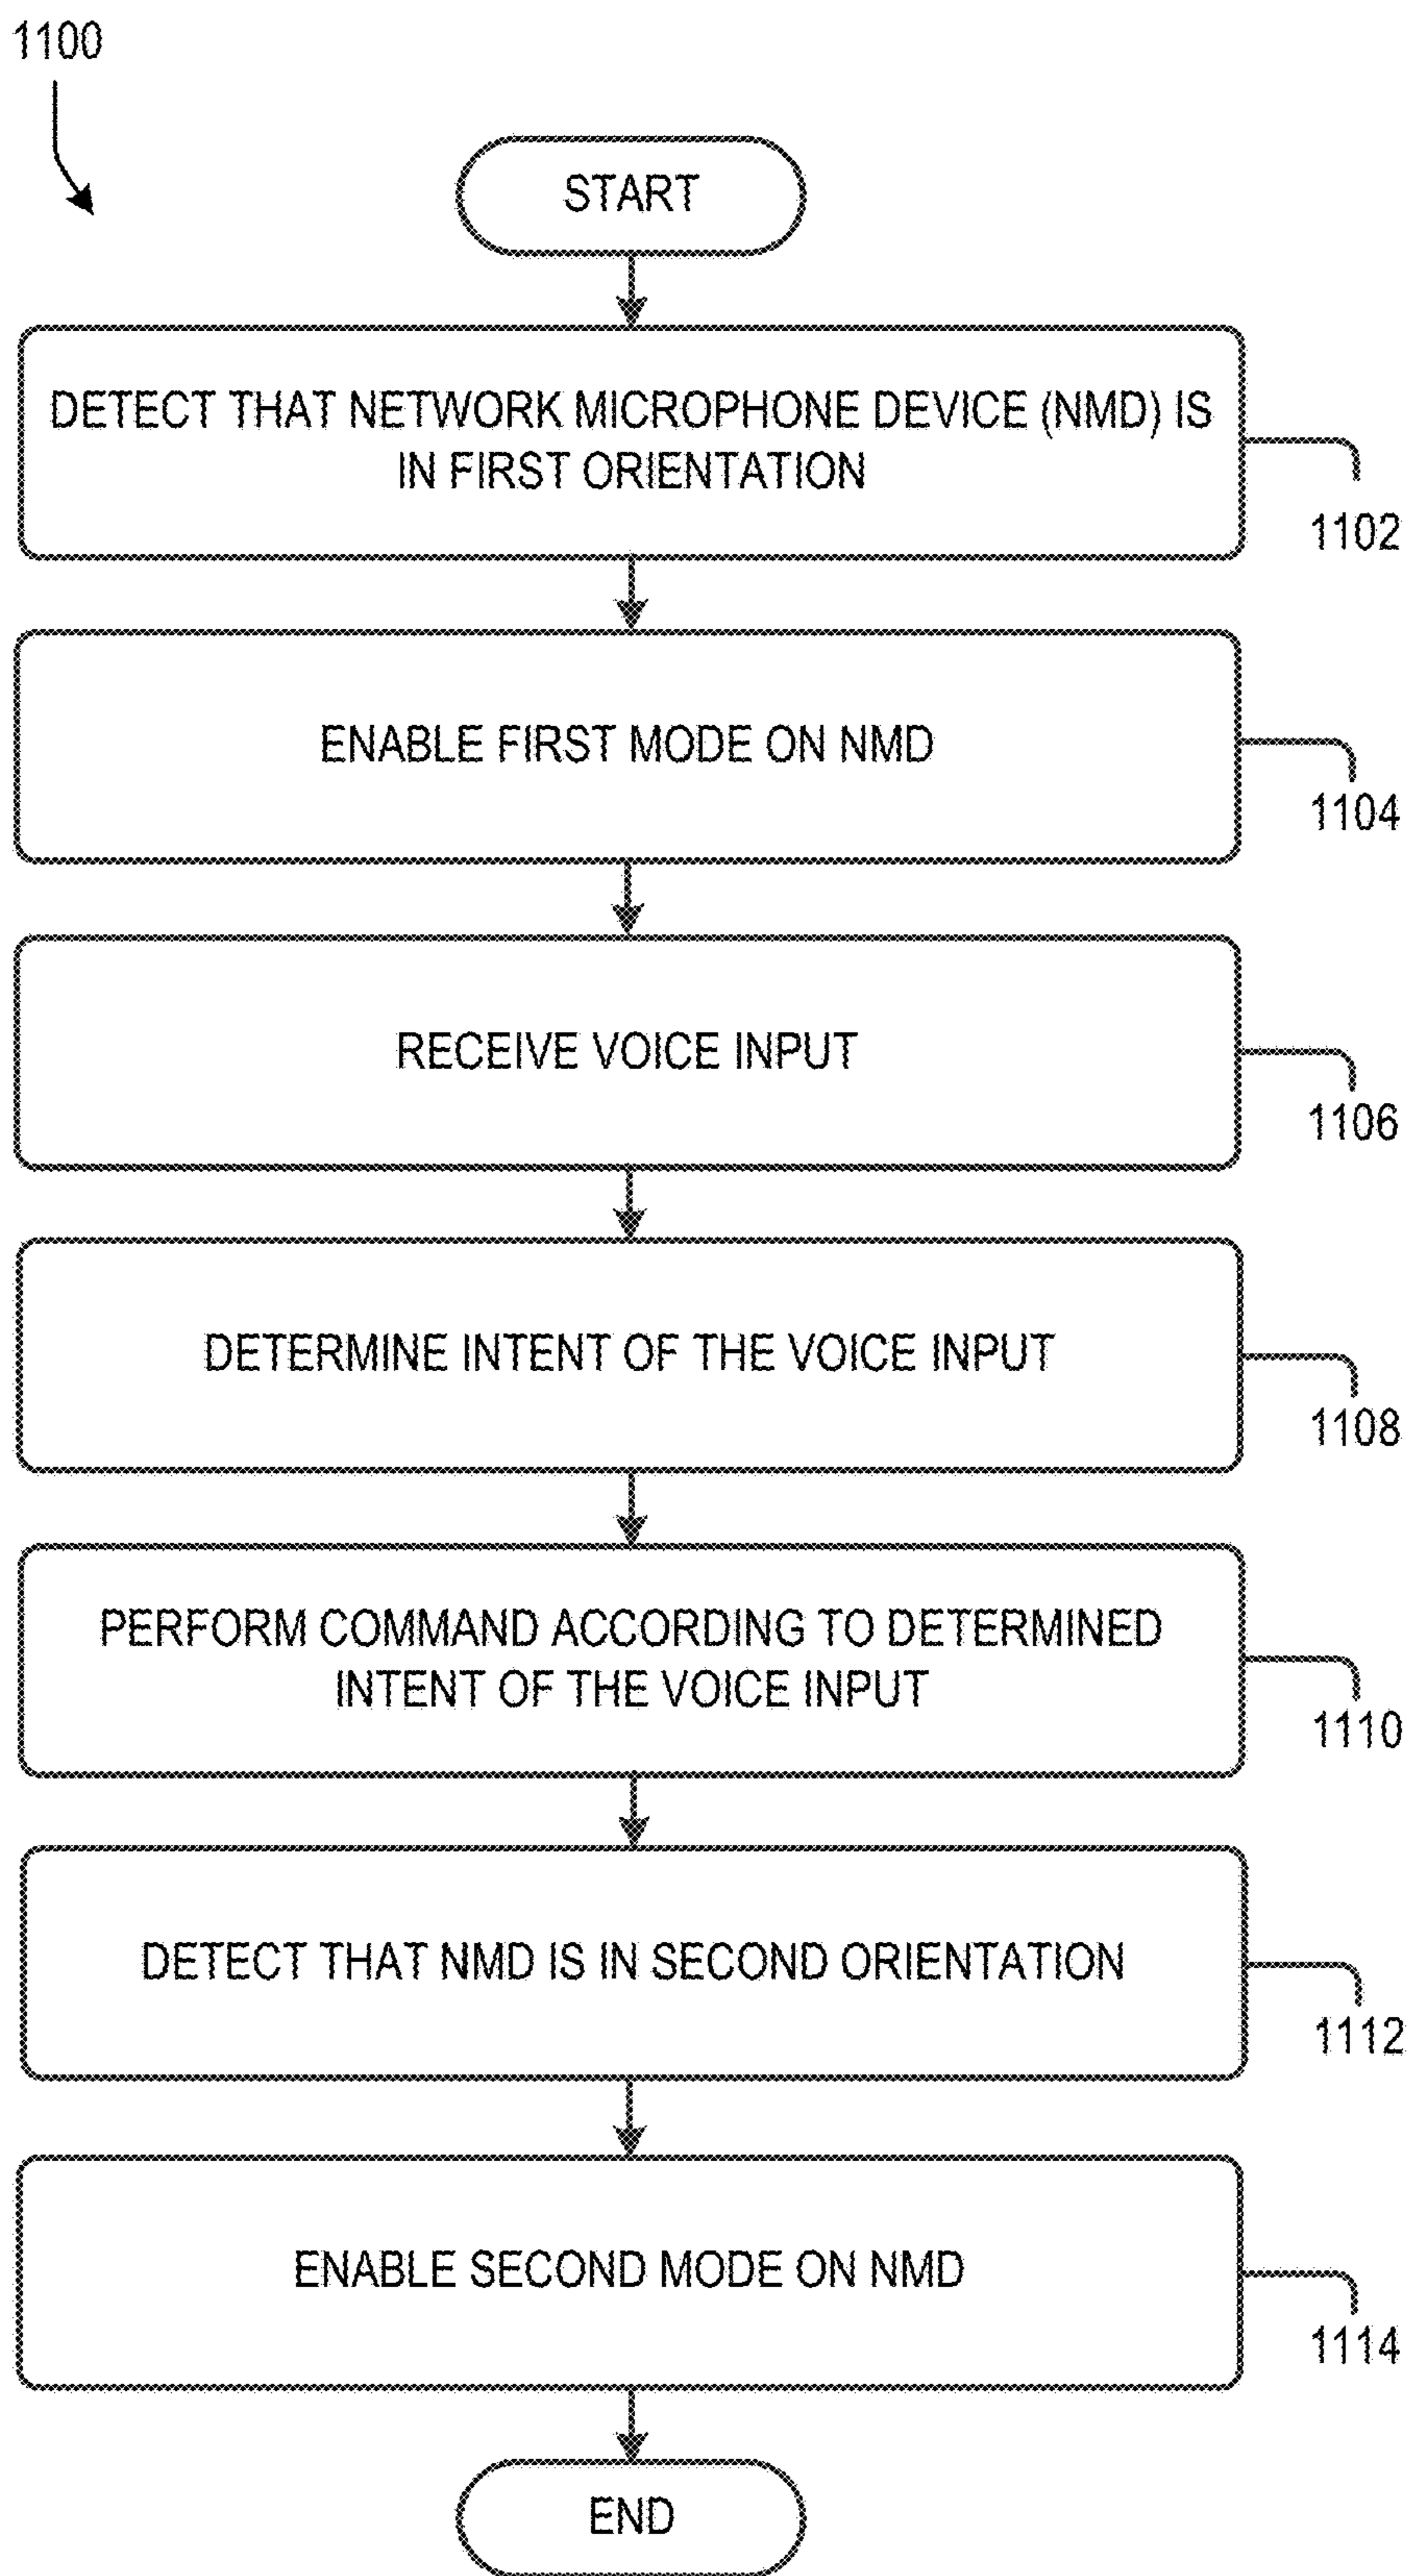 1100
START
DETECT THAT NETWORK MICROPHONE DEVICE (NMD) IS
IN FIRST ORIENTATION
1102
ENABLE FIRST MODE ON NMD
1104
RECEIVE VOICE INPUT
1106
DETERMINE INTENT OF THE VOICE INPUT
1108
PERFORM COMMAND ACCORDING TO DETERMINED
INTENT OF THE VOICE INPUT
1110
DETECT THAT NMD IS IN SECOND ORIENTATION
1112
ENABLE SECOND MODE ON NMD
1114
END